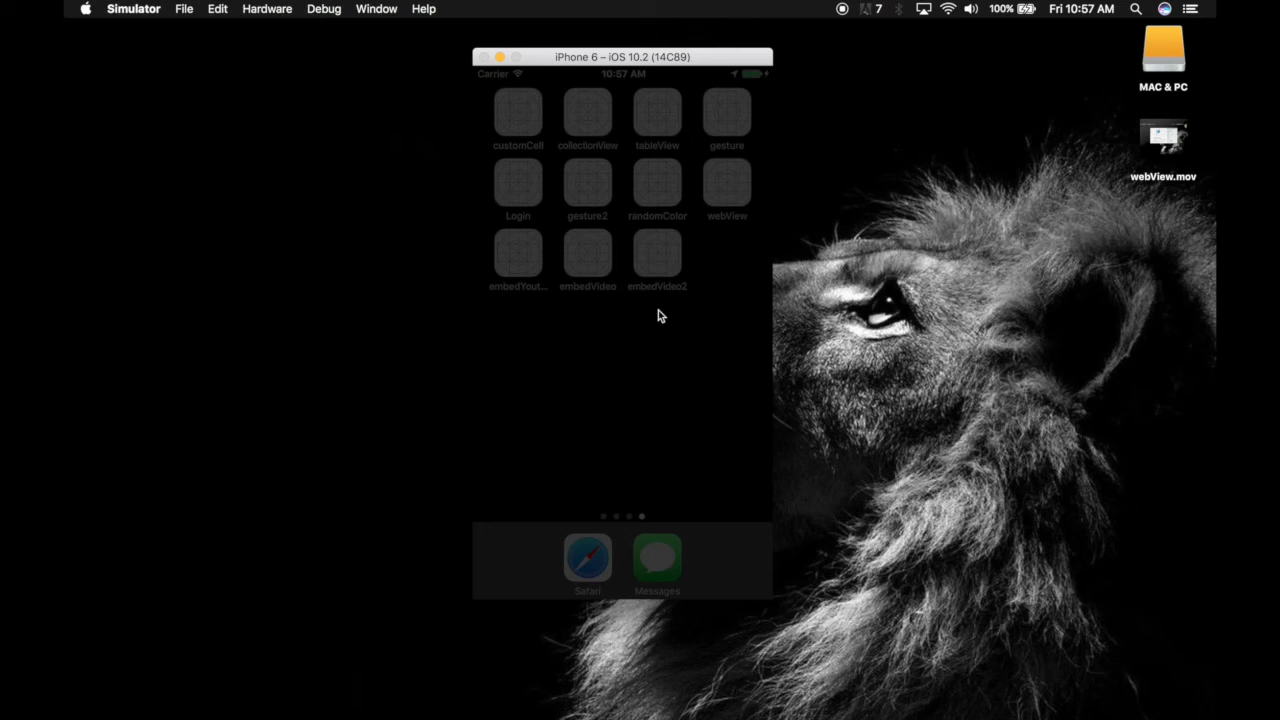 Simulator File Edit Hardware Debug Window Help 7 100% Fri 10:57 AM
iPhone 6 – iOS 10.2 (14C89)
Carrier 10:57 AM
customCell collectionView tableView gesture
Login gesture2 randomColor webView
embedYout... embedVideo embedVideo2
Safari Messages
MAC & PC
webView.mov